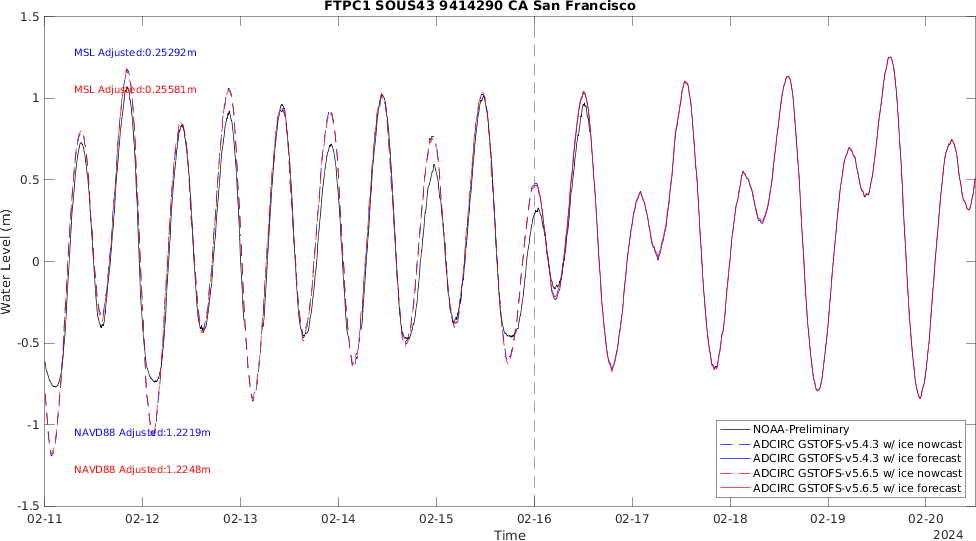 FTPC1 SOUS43 9414290 CA San Francisco
1.5
1
0.5
0
-0.5
-1
-1.5
Water Level (m)
MSL Adjusted:0.25292m
MSL Adjusted:0.25581m
NAVD88 Adjusted:1.2219m
NAVD88 Adjusted:1.2248m
NOAA-Preliminary
ADCIRC GSTOFS-v5.4.3 w/ ice nowcast
ADCIRC GSTOFS-v5.4.3 w/ ice forecast
ADCIRC GSTOFS-v5.6.5 w/ ice nowcast
ADCIRC GSTOFS-v5.6.5 w/ ice forecast
02-11 02-12 02-13 02-14 02-15 02-16 02-17 02-18 02-19 02-20
Time
2024